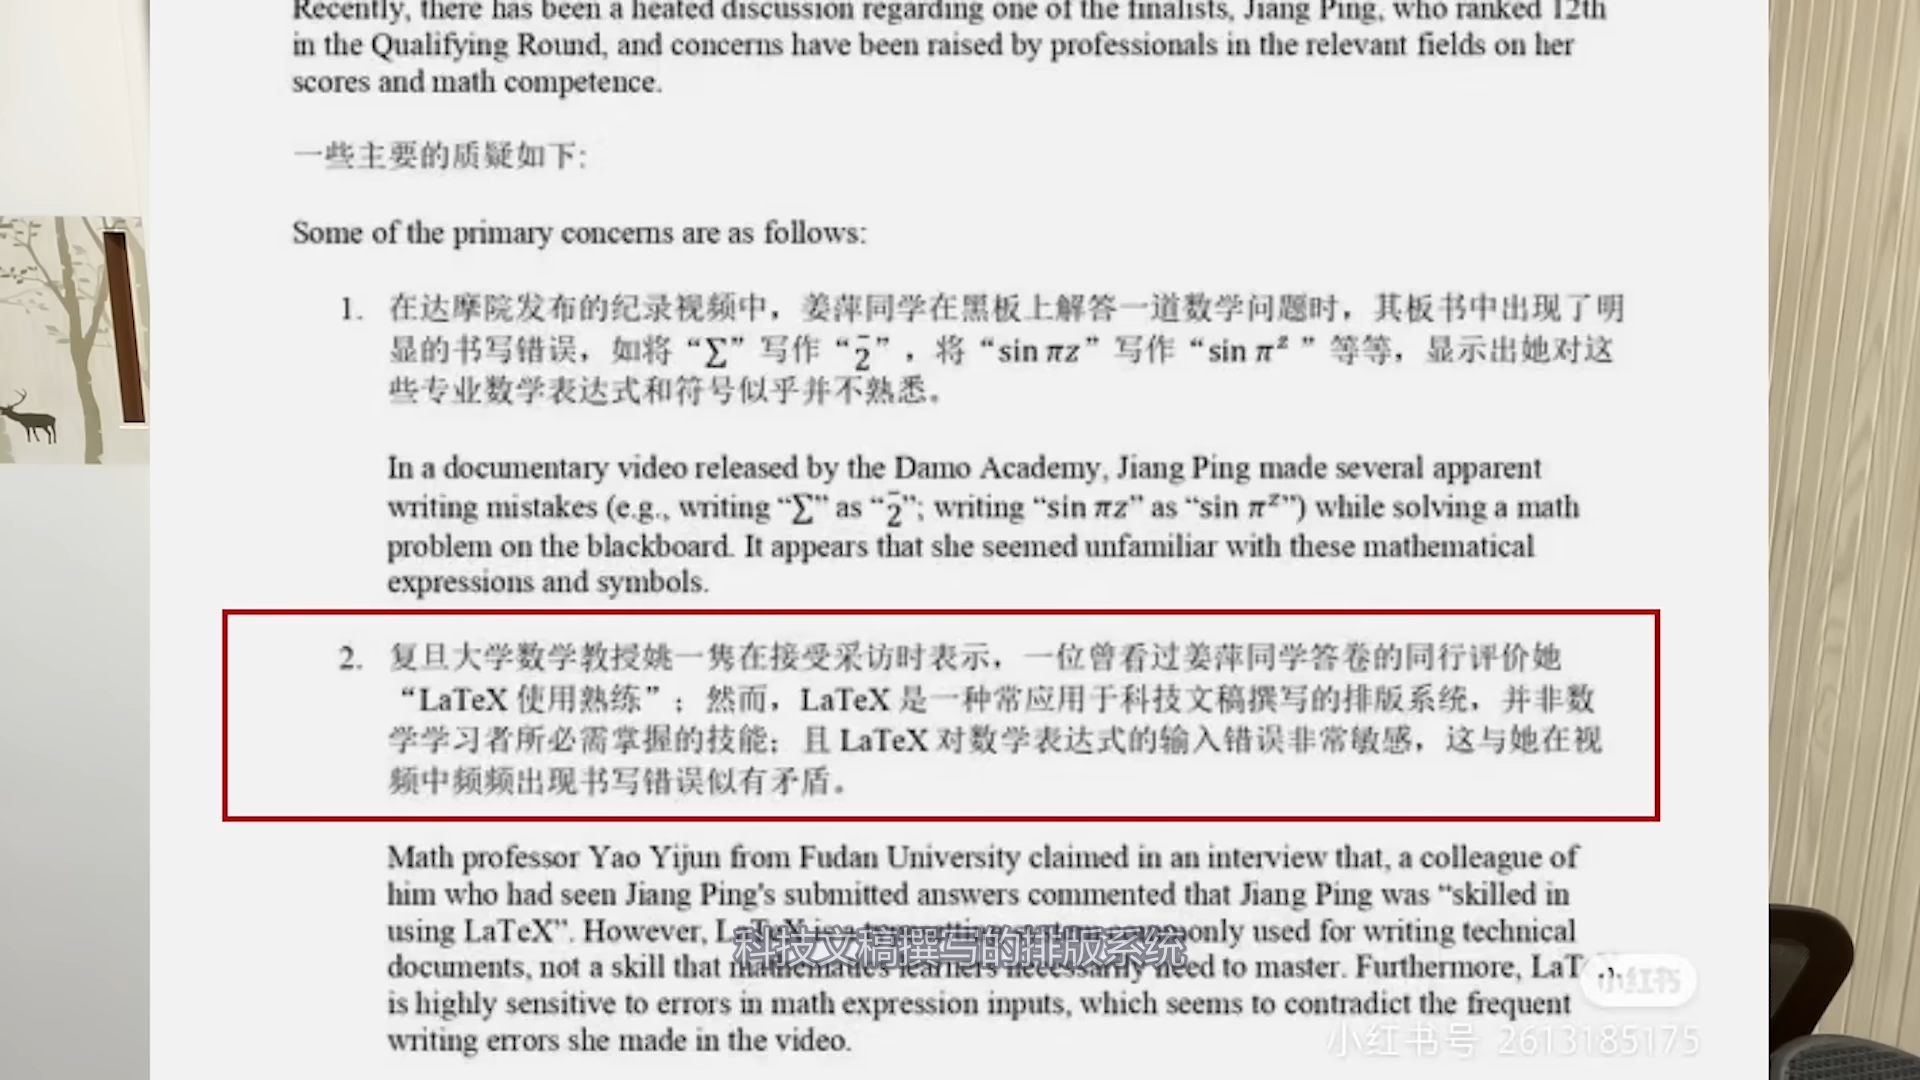 Recently, there has been a heated discussion regarding one of the finalists, Jiang Ping, who ranked 12th
in the Qualifying Round, and concerns have been raised by professionals in the relevant fields on her
scores and math competence.
一些主要的质疑如下:
Some of the primary concerns are as follows:
1. 在达摩院发布的纪录视频中，姜萍同学在黑板上解答一道数学问题时，其板书中出现了明
显的书写错误，如将“∑”写作“2̄”，将“sin πz”写作“sin πᶻ”等等，显示出她对这
些专业数学表达式和符号似乎并不熟悉。
In a documentary video released by the Damo Academy, Jiang Ping made several apparent
writing mistakes (e.g., writing “∑” as “2̄”; writing “sin πz” as “sin πᶻ”) while solving a math
problem on the blackboard. It appears that she seemed unfamiliar with these mathematical
expressions and symbols.
2. 复旦大学数学教授姚一隽在接受采访时表示，一位曾看过姜萍同学答卷的同行评价她
“LaTeX 使用熟练”；然而，LaTeX 是一种常应用于科技文稿撰写的排版系统，并非数
学学习者所必需掌握的技能；且 LaTeX 对数学表达式的输入错误非常敏感，这与她在视
频中频频出现书写错误似有矛盾。
Math professor Yao Yijun from Fudan University claimed in an interview that, a colleague of
him who had seen Jiang Ping's submitted answers commented that Jiang Ping was “skilled in
using LaTeX”. However, only used for writing technical
科技文稿撰写的排版系统
documents, not a skill that mathematics learners necessarily need to master. Furthermore, LaT
is highly sensitive to errors in math expression inputs, which seems to contradict the frequent
writing errors she made in the video.
小红书
小红书号 2613185175